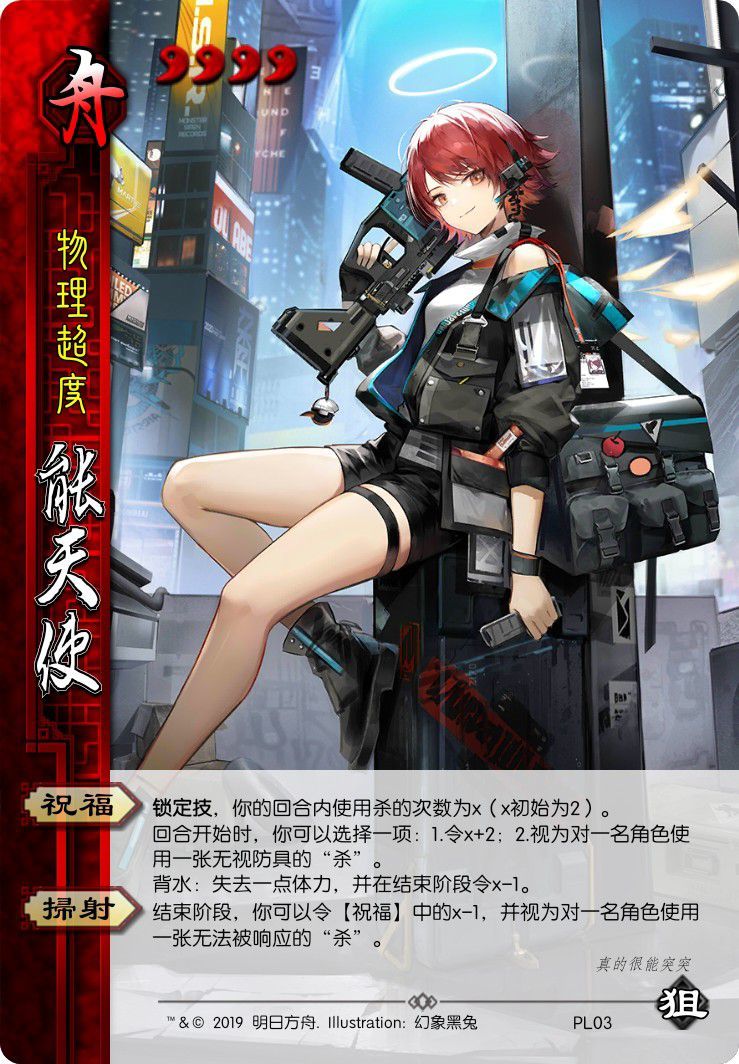 舟
物理超度
能天使
MONSTER
SIREN
RECORDS
祝福
锁定技，你的回合内使用杀的次数为x（x初始为2）。
回合开始时，你可以选择一项：1.令x+2；2.视为对一名角色使
用一张无视防具的“杀”。
背水：失去一点体力，并在结束阶段令x-1。
掃射
结束阶段，你可以令【祝福】中的x-1，并视为对一名角色使用
一张无法被响应的“杀”。
真的很能突突
™&© 2019 明日方舟. Illustration: 幻象黑兔
PL03
狙